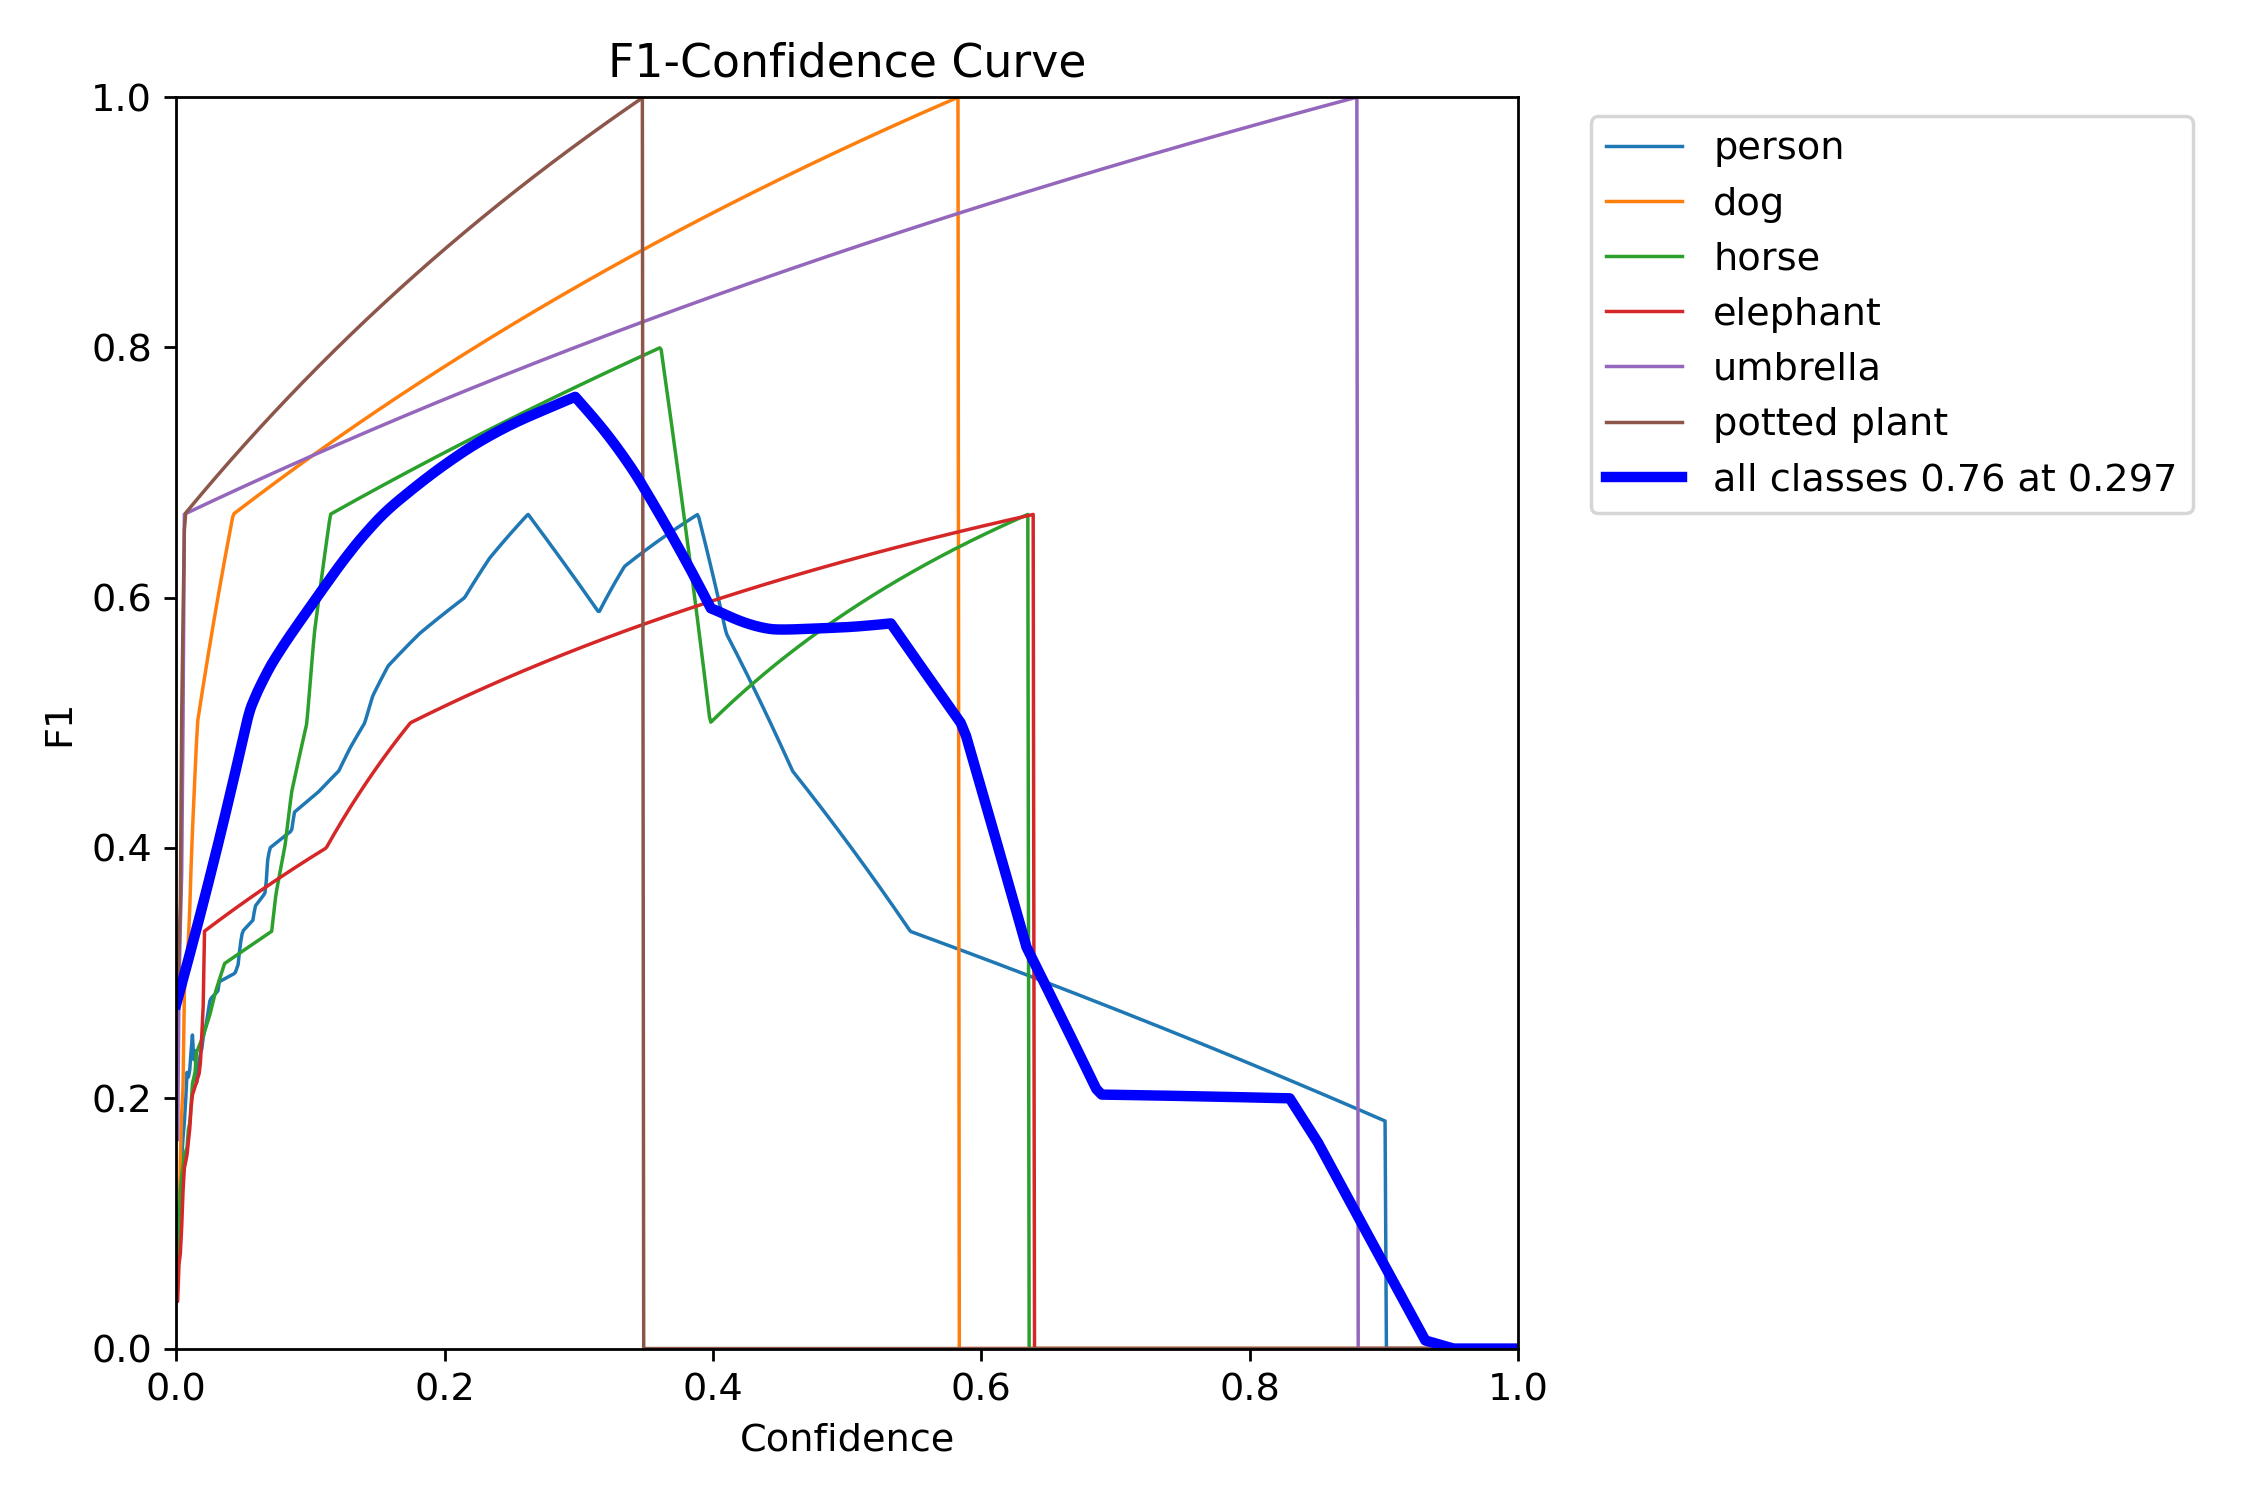 F1-Confidence Curve
1.0
0.8
0.6
0.4
0.2
0.0
F1
0.0 0.2 0.4 0.6 0.8 1.0
Confidence
person
dog
horse
elephant
umbrella
potted plant
all classes 0.76 at 0.297